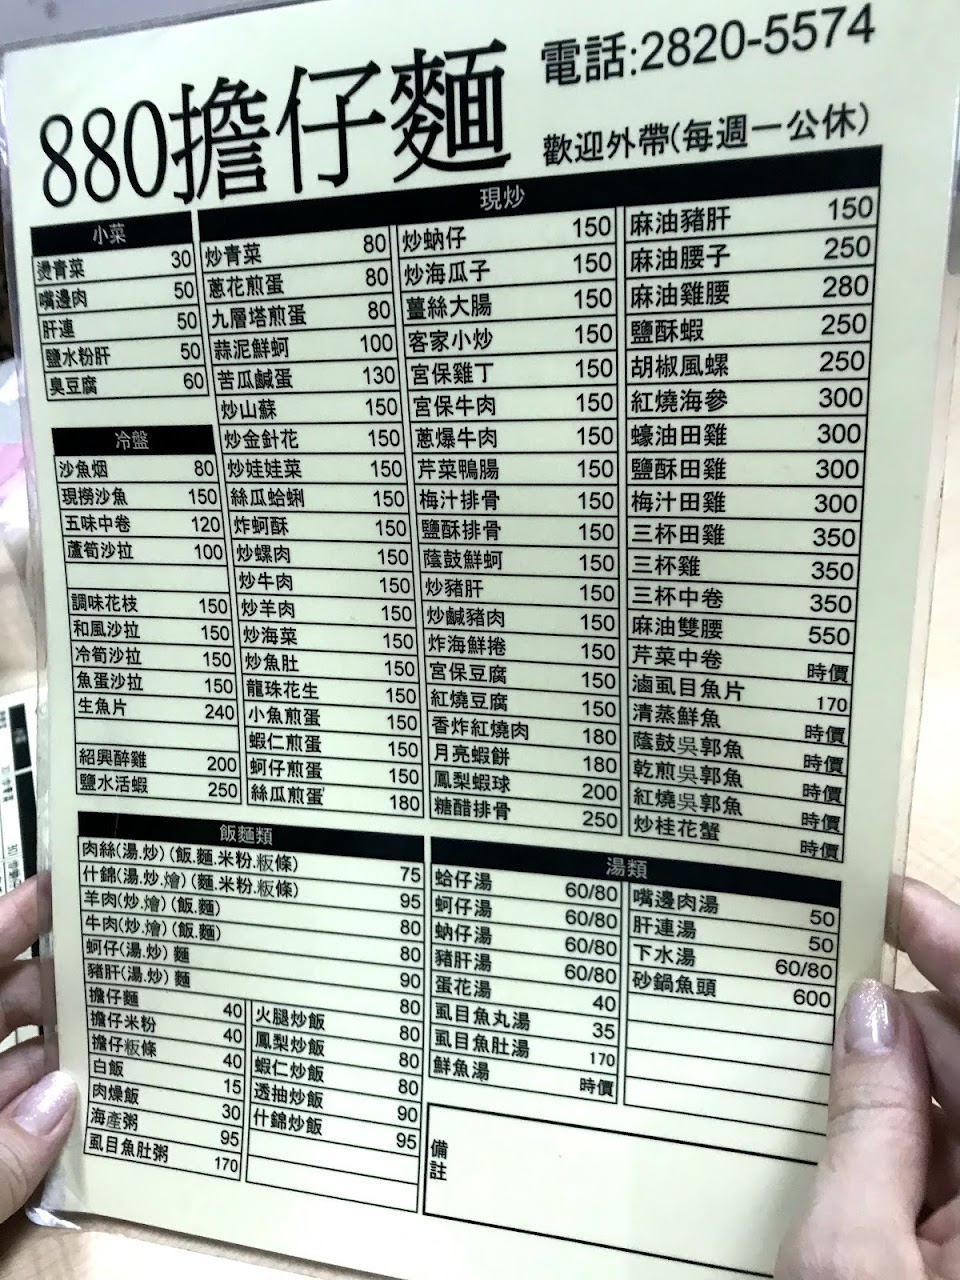 880擔仔麵
電話:2820-5574
歡迎外帶(每週一公休)
小菜
燙青菜 30
嘴邊肉 50
肝連 50
鹽水粉肝 50
臭豆腐 60
冷盤
沙魚烟 80
現撈沙魚 150
五味中卷 120
蘆筍沙拉 100
調味花枝 150
和風沙拉 150
冷筍沙拉 150
魚蛋沙拉 150
生魚片 240
紹興醉雞 200
鹽水活蝦 250
現炒
炒青菜 80
蔥花煎蛋 80
九層塔煎蛋 80
蒜泥鮮蚵 100
苦瓜鹹蛋 130
炒山蘇 150
炒金針花 150
炒娃娃菜 150
絲瓜蛤蜊 150
炸蚵酥 150
炒螺肉 150
炒牛肉 150
炒羊肉 150
炒海菜 150
炒魚肚 150
龍珠花生 150
小魚煎蛋 150
蝦仁煎蛋 150
蚵仔煎蛋 150
絲瓜煎蛋 180
炒蚋仔 150
炒海瓜子 150
薑絲大腸 150
客家小炒 150
宮保雞丁 150
宮保牛肉 150
蔥爆牛肉 150
芹菜鴨腸 150
梅汁排骨 150
鹽酥排骨 150
蔭鼓鮮蚵 150
炒豬肝 150
炒鹹豬肉 150
炸海鮮捲 150
宮保豆腐 150
紅燒豆腐 150
香炸紅燒肉 180
月亮蝦餅 180
鳳梨蝦球 200
糖醋排骨 250
麻油豬肝 150
麻油腰子 250
麻油雞腰 280
鹽酥蝦 250
胡椒風螺 250
紅燒海參 300
蠔油田雞 300
鹽酥田雞 300
梅汁田雞 300
三杯田雞 350
三杯雞 350
三杯中卷 350
麻油雙腰 550
芹菜中卷 時價
滷虱目魚片 170
清蒸鮮魚 時價
蔭鼓吳郭魚 時價
乾煎吳郭魚 時價
紅燒吳郭魚 時價
炒桂花蟹 時價
飯麵類
肉絲(湯.炒)(飯.麵.米粉.粄條) 75
什錦(湯.炒.燴)(麵.米粉.粄條) 95
羊肉(炒.燴)(飯.麵) 80
牛肉(炒.燴)(飯.麵) 80
蚵仔(湯.炒) 麵 80
豬肝(湯.炒) 麵 90
擔仔麵 40
擔仔米粉 40
擔仔粄條 40
白飯 15
肉燥飯 30
海產粥 95
虱目魚肚粥 170
80
火腿炒飯 80
鳳梨炒飯 80
蝦仁炒飯 80
透抽炒飯 90
什錦炒飯 95
湯類
蛤仔湯 60/80
蚵仔湯 60/80
蚋仔湯 60/80
豬肝湯 60/80
蛋花湯 40
虱目魚丸湯 35
虱目魚肚湯 170
鮮魚湯 時價
嘴邊肉湯 50
肝連湯 50
下水湯 60/80
砂鍋魚頭 600
備註